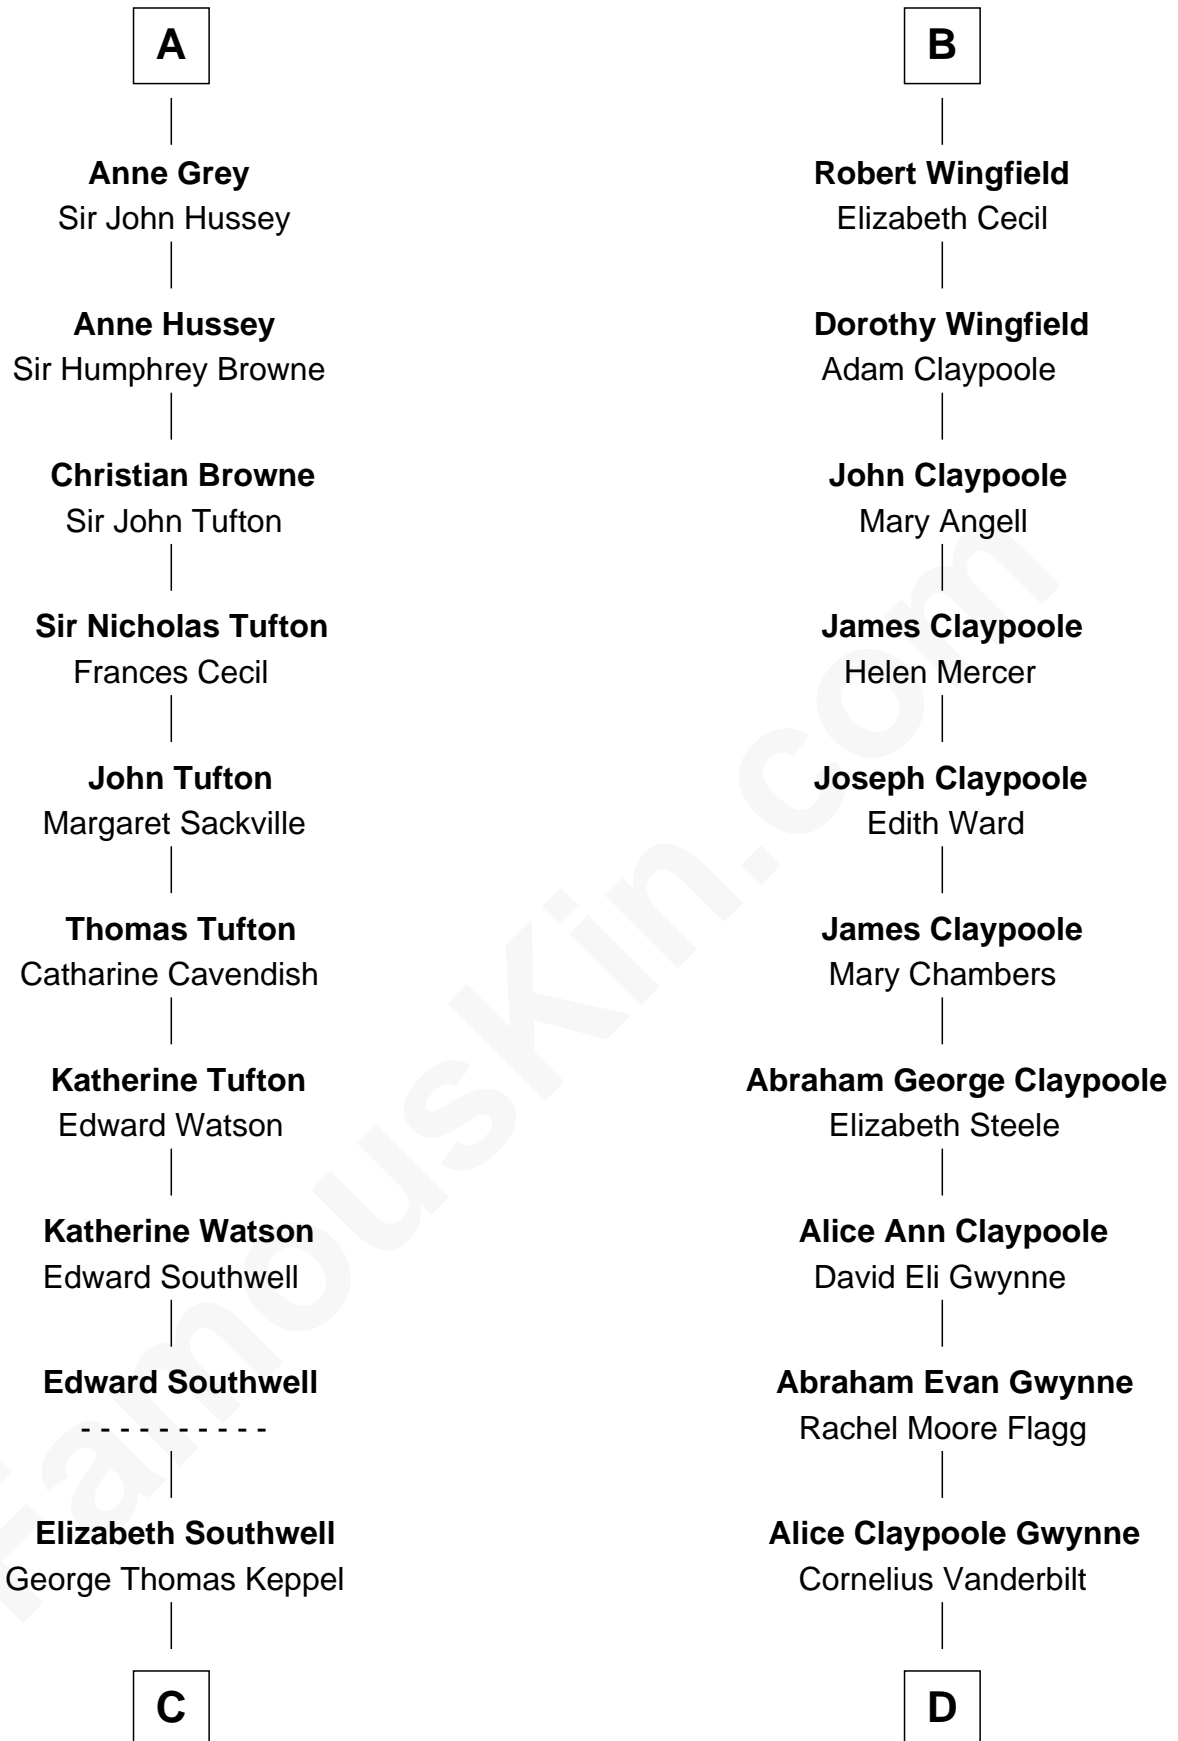 A
Anne Grey
Sir John Hussey
Anne Hussey
Sir Humphrey Browne
Christian Browne
Sir John Tufton
Sir Nicholas Tufton
Frances Cecil
John Tufton
Margaret Sackville
Thomas Tufton
Catharine Cavendish
Katherine Tufton
Edward Watson
Katherine Watson
Edward Southwell
Edward Southwell
- - - - - - - - - -
Elizabeth Southwell
George Thomas Keppel
C
B
Robert Wingfield
Elizabeth Cecil
Dorothy Wingfield
Adam Claypoole
John Claypoole
Mary Angell
James Claypoole
Helen Mercer
Joseph Claypoole
Edith Ward
James Claypoole
Mary Chambers
Abraham George Claypoole
Elizabeth Steele
Alice Ann Claypoole
David Eli Gwynne
Abraham Evan Gwynne
Rachel Moore Flagg
Alice Claypoole Gwynne
Cornelius Vanderbilt
D
FamousKin.com